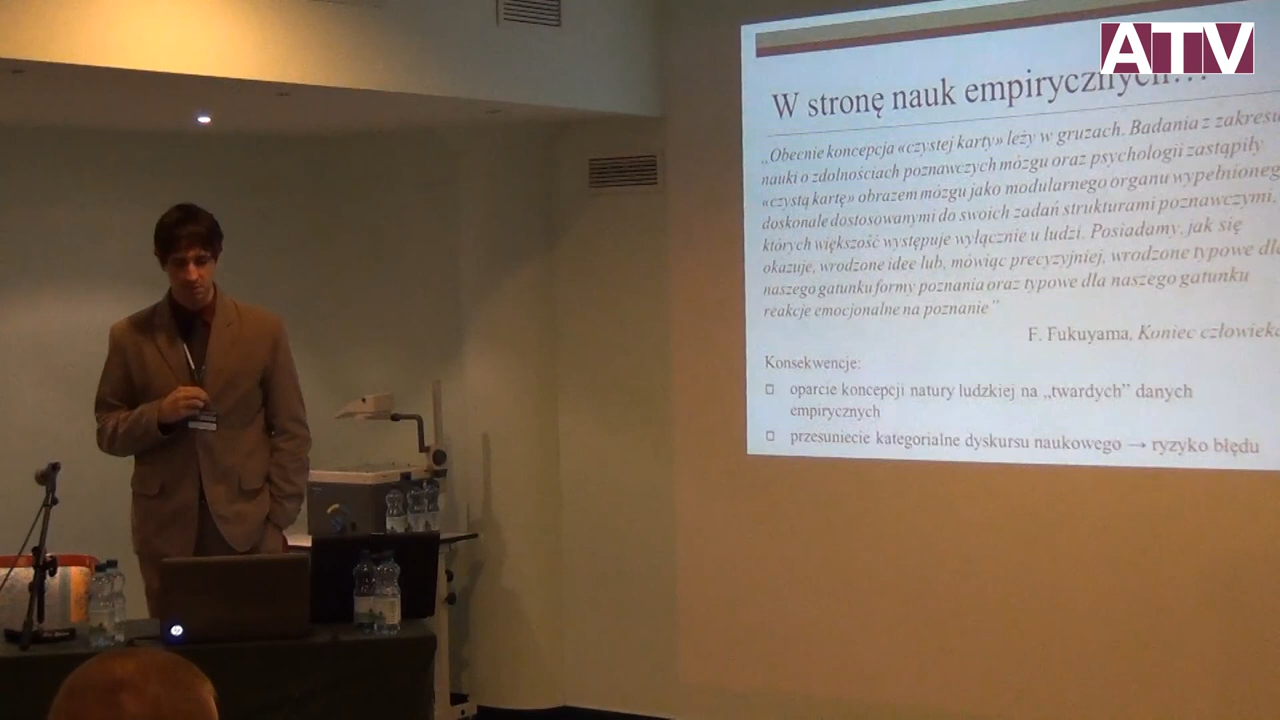 ATV
W stronę nauk empirycznych...
„Obecnie koncepcja «czystej karty» leży w gruzach. Badania z zakresu
nauki o zdolnościach poznawczych mózgu oraz psychologii zastąpiły
«czystą kartę» obrazem mózgu jako modularnego organu wypełnioneg
doskonale dostosowanymi do swoich zadań strukturami poznawczymi,
których większość występuje wyłącznie u ludzi. Posiadamy, jak się
okazuje, wrodzone idee lub, mówiąc precyzyjniej, wrodzone typowe dla
naszego gatunku formy poznania oraz typowe dla naszego gatunku
reakcje emocjonalne na poznanie”
F. Fukuyama, Koniec człowieka
Konsekwencje:
oparcie koncepcji natury ludzkiej na „twardych” danych
empirycznych
przesuniecie kategorialne dyskursu naukowego → ryzyko błędu
hp